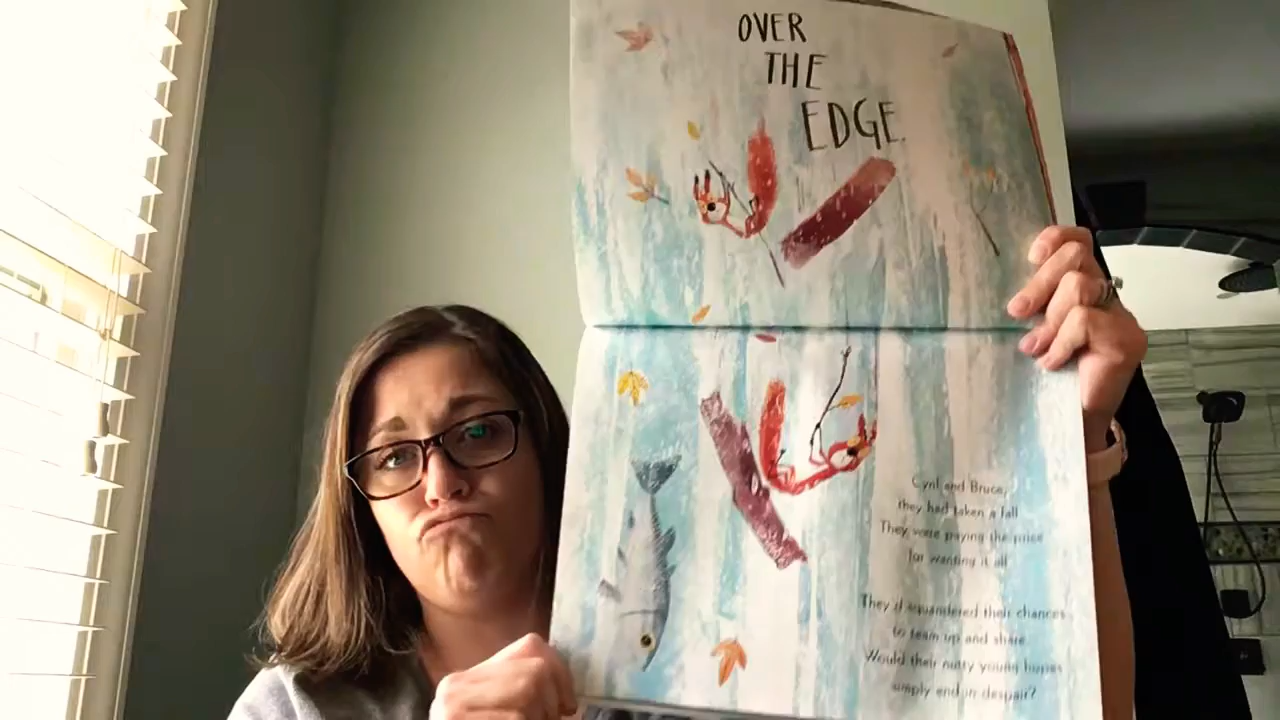 OVER
THE
EDGE.
Cyril and Bruce,
they had taken a fall
They were paying the price
for wanting it all
They'd squandered their chances
to team up and share.
Would their nutty young hopes
simply end in despair?